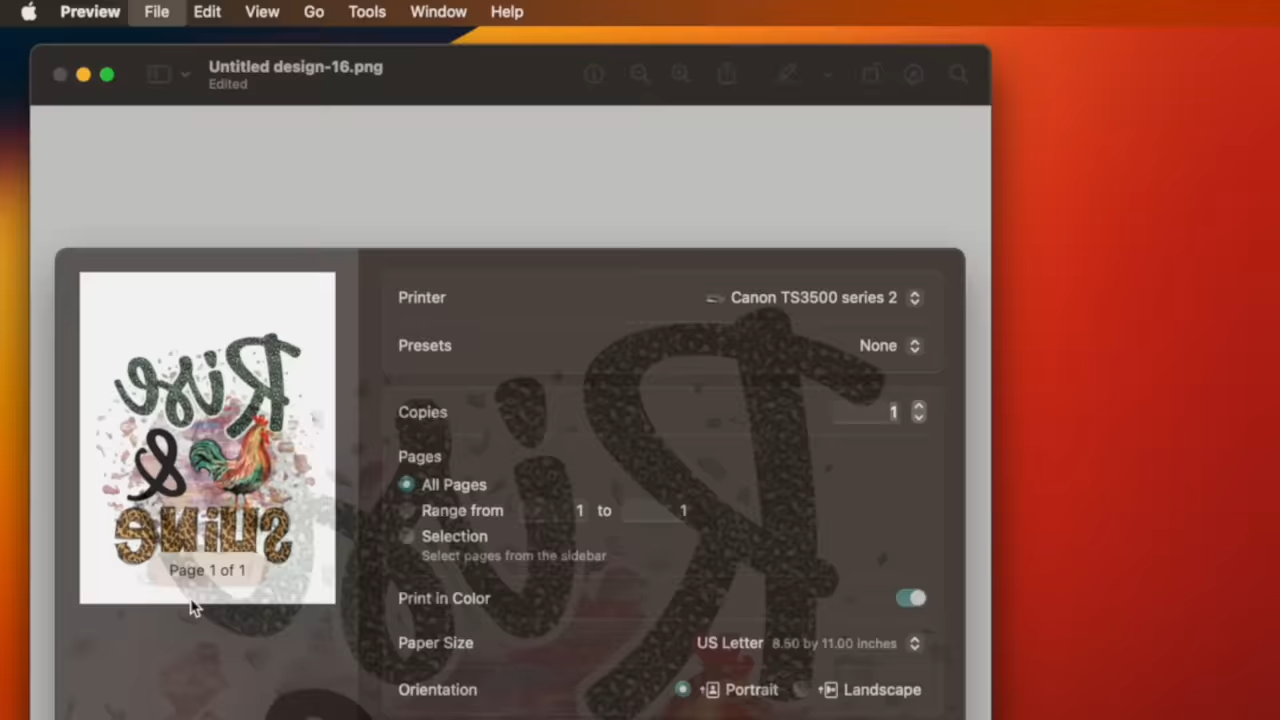 Preview File Edit View Go Tools Window Help
Untitled design-16.png
Edited
Printer Canon TS3500 series 2
Presets None
Copies 1
Pages
All Pages
Range from 1 to 1
Selection
Select pages from the sidebar
Print in Color
Paper Size US Letter 8.50 by 11.00 inches
Orientation Portrait Landscape
Rise
&
Shine
Page 1 of 1